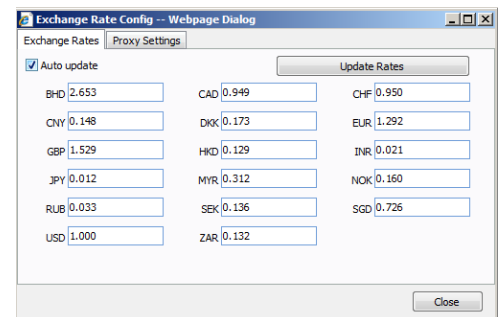 Exchange Rate Config -- Webpage Dialog
Exchange Rates Proxy Settings
Auto update Update Rates
BHD 2.653 CAD 0.949 CHF 0.950
CNY 0.148 DKK 0.173 EUR 1.292
GBP 1.529 HKD 0.129 INR 0.021
JPY 0.012 MYR 0.312 NOK 0.160
RUB 0.033 SEK 0.136 SGD 0.726
USD 1.000 ZAR 0.132
Close